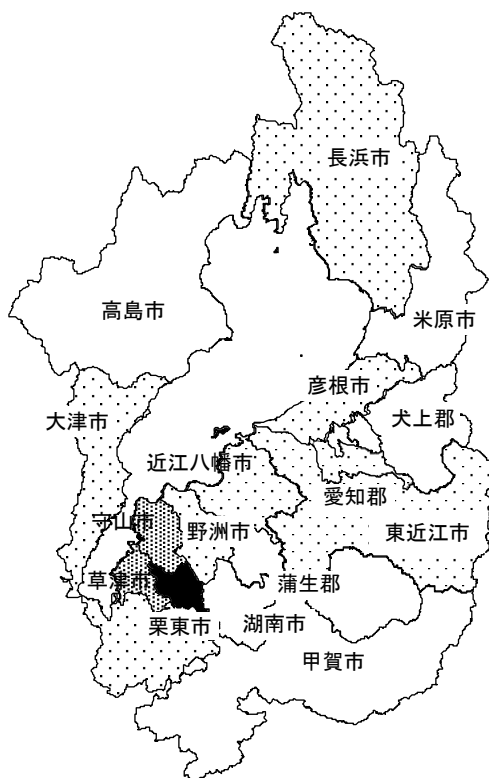 長浜市
高島市
米原市
彦根市
大津市
犬上郡
近江八幡市
愛知郡
守山市
野洲市
東近江市
草津市
蒲生郡
栗東市
湖南市
甲賀市